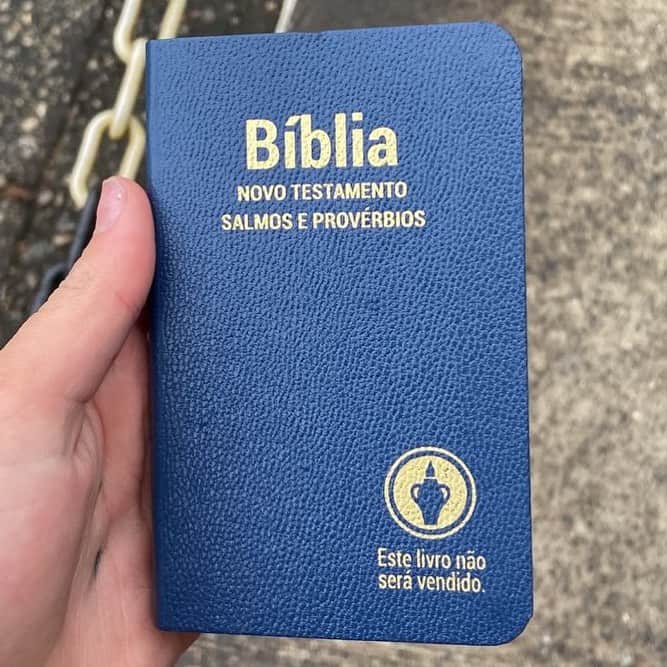 Bíblia
NOVO TESTAMENTO
SALMOS E PROVÉRBIOS
Este livro não
será vendido.